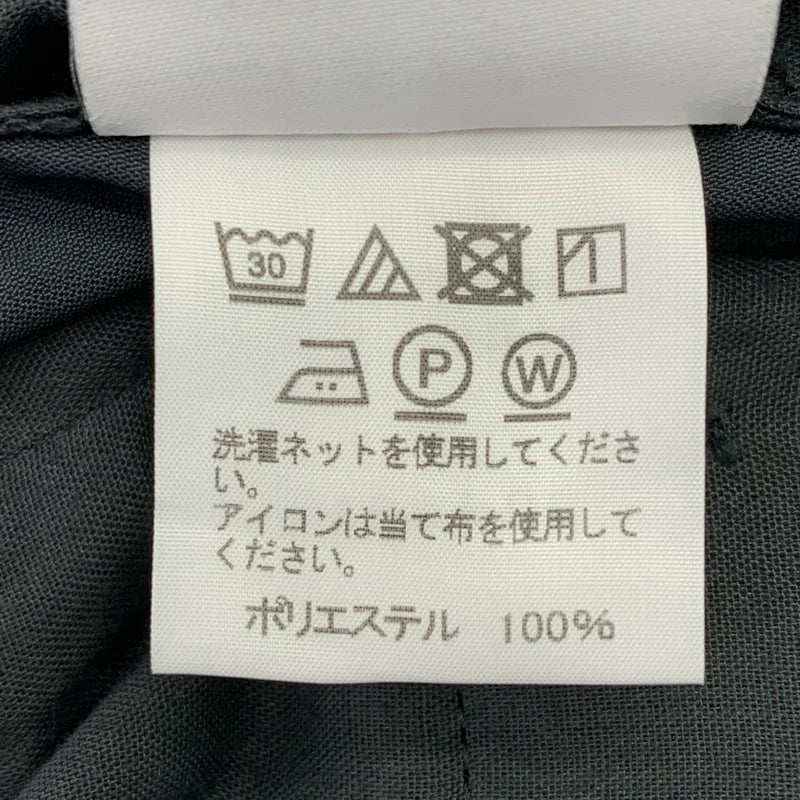 30
P W
洗濯ネットを使用してくださ
い。
アイロンは当て布を使用して
ください。
ポリエステル 100%